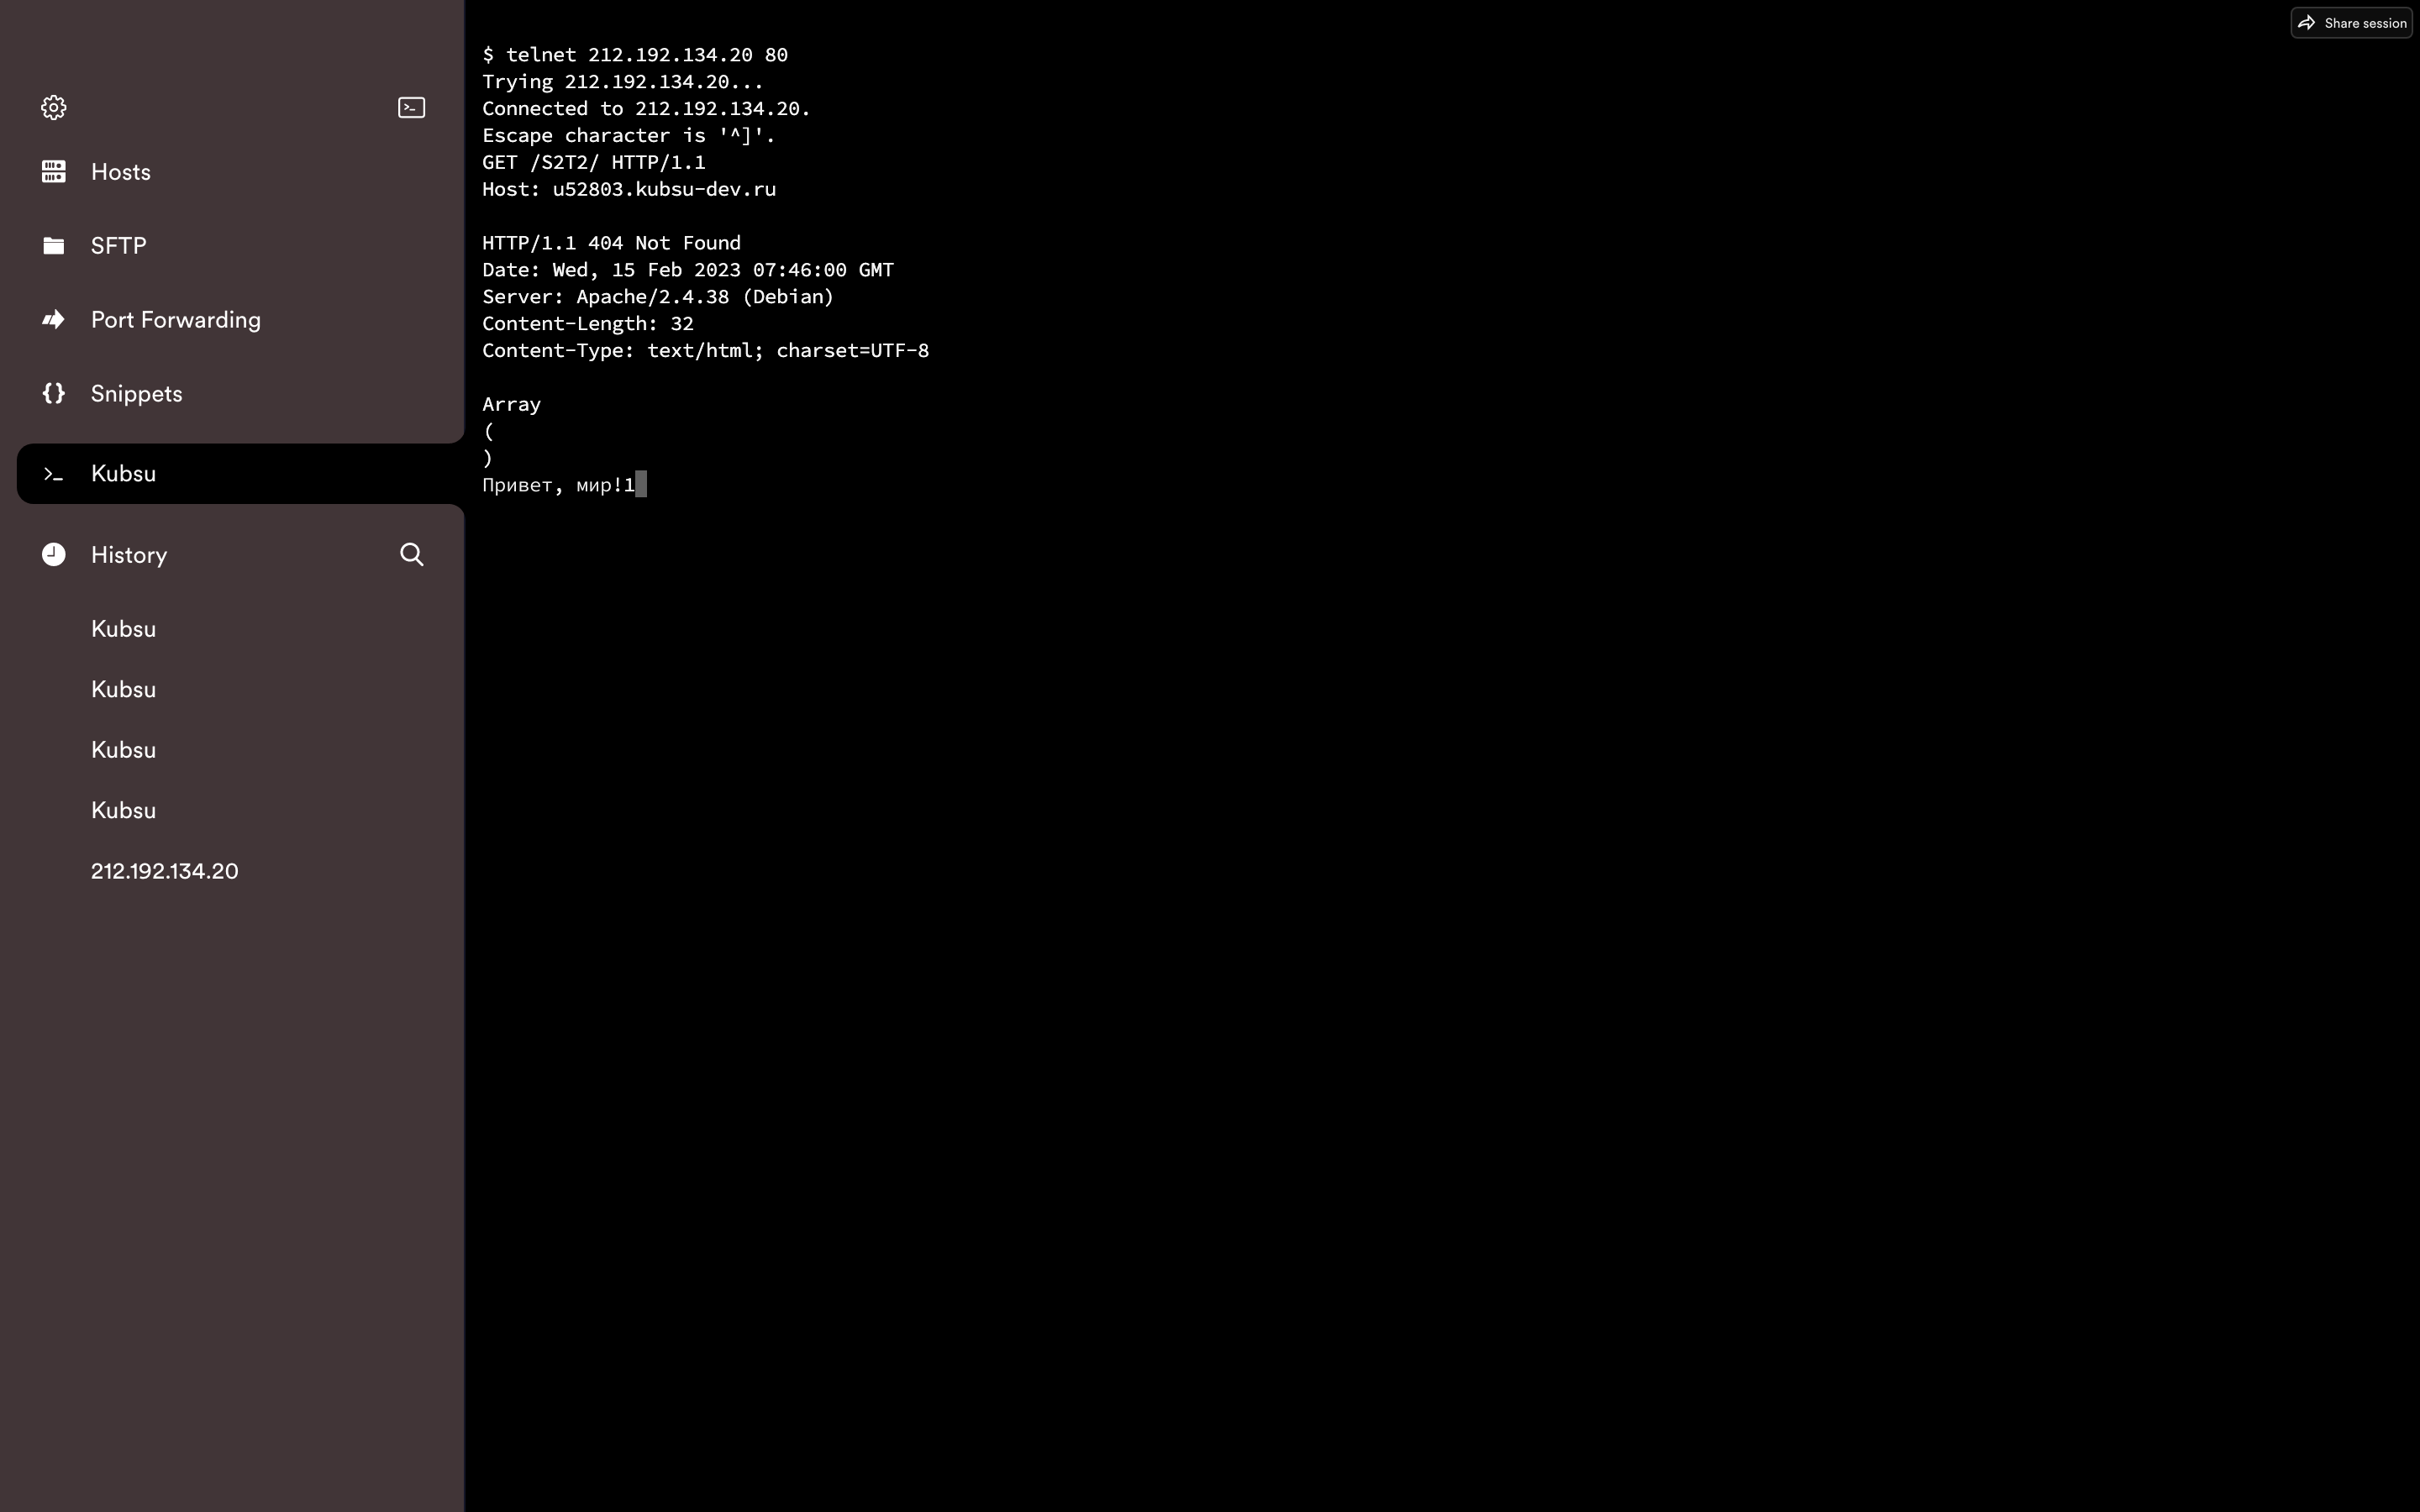 Share session
Hosts
SFTP
Port Forwarding
Snippets
Kubsu
History
Kubsu
Kubsu
Kubsu
Kubsu
212.192.134.20
$ telnet 212.192.134.20 80
Trying 212.192.134.20...
Connected to 212.192.134.20.
Escape character is '^]'.
GET /S2T2/ HTTP/1.1
Host: u52803.kubsu-dev.ru
HTTP/1.1 404 Not Found
Date: Wed, 15 Feb 2023 07:46:00 GMT
Server: Apache/2.4.38 (Debian)
Content-Length: 32
Content-Type: text/html; charset=UTF-8
Array
(
)
Привет, мир!1